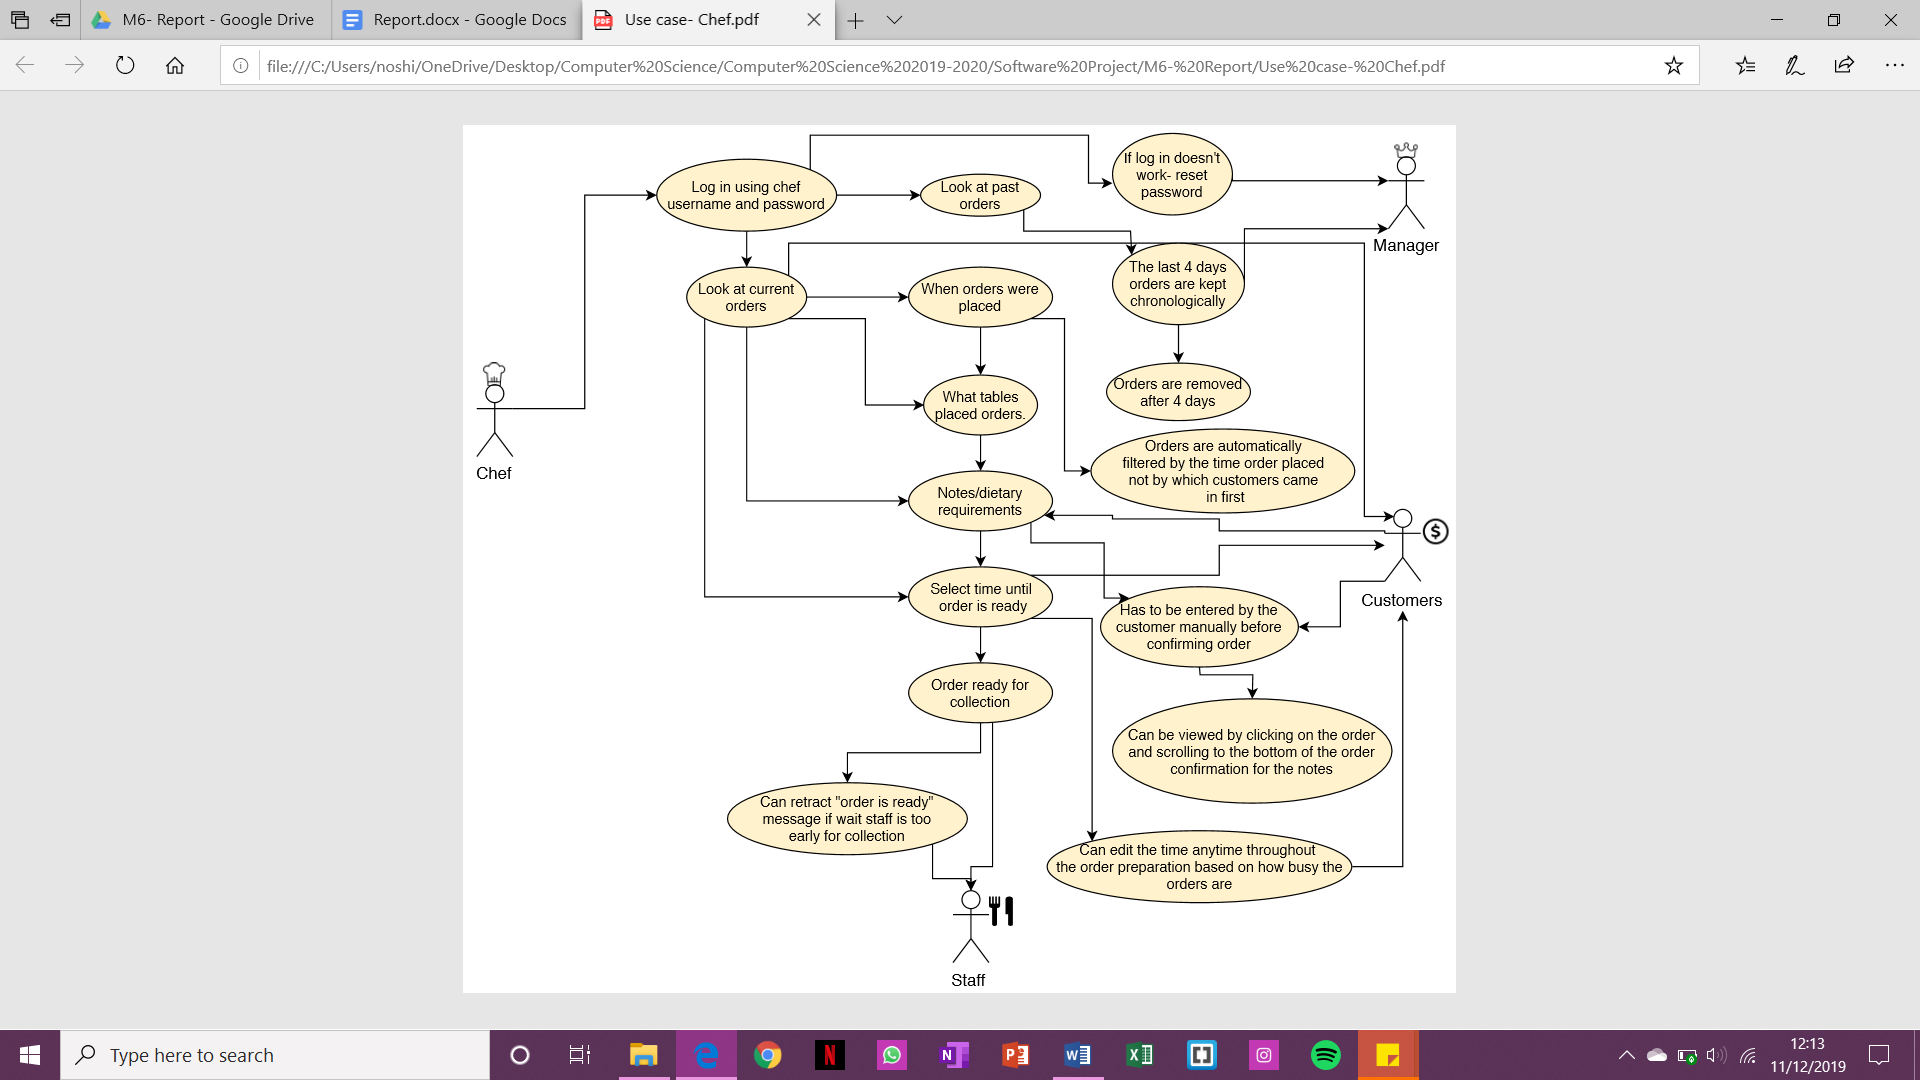 M6- Report - Google Drive
Report.docx - Google Docs
PDF
Use case- Chef.pdf
file:///C:/Users/noshi/OneDrive/Desktop/Computer%20Science/Computer%20Science%202019-2020/Software%20Project/M6-%20Report/Use%20case-%20Chef.pdf
Log in using chef
username and password
Look at past
orders
If log in doesn't
work- reset
password
Manager
Look at current
orders
When orders were
placed
The last 4 days
orders are kept
chronologically
What tables
placed orders.
Orders are removed
after 4 days
Chef
Orders are automatically
filtered by the time order placed
not by which customers came
in first
Notes/dietary
requirements
$
Customers
Select time until
order is ready
Has to be entered by the
customer manually before
confirming order
Order ready for
collection
Can be viewed by clicking on the order
and scrolling to the bottom of the order
confirmation for the notes
Can retract "order is ready"
message if wait staff is too
early for collection
Can edit the time anytime throughout
the order preparation based on how busy the
orders are
Staff
Type here to search
12:13
11/12/2019